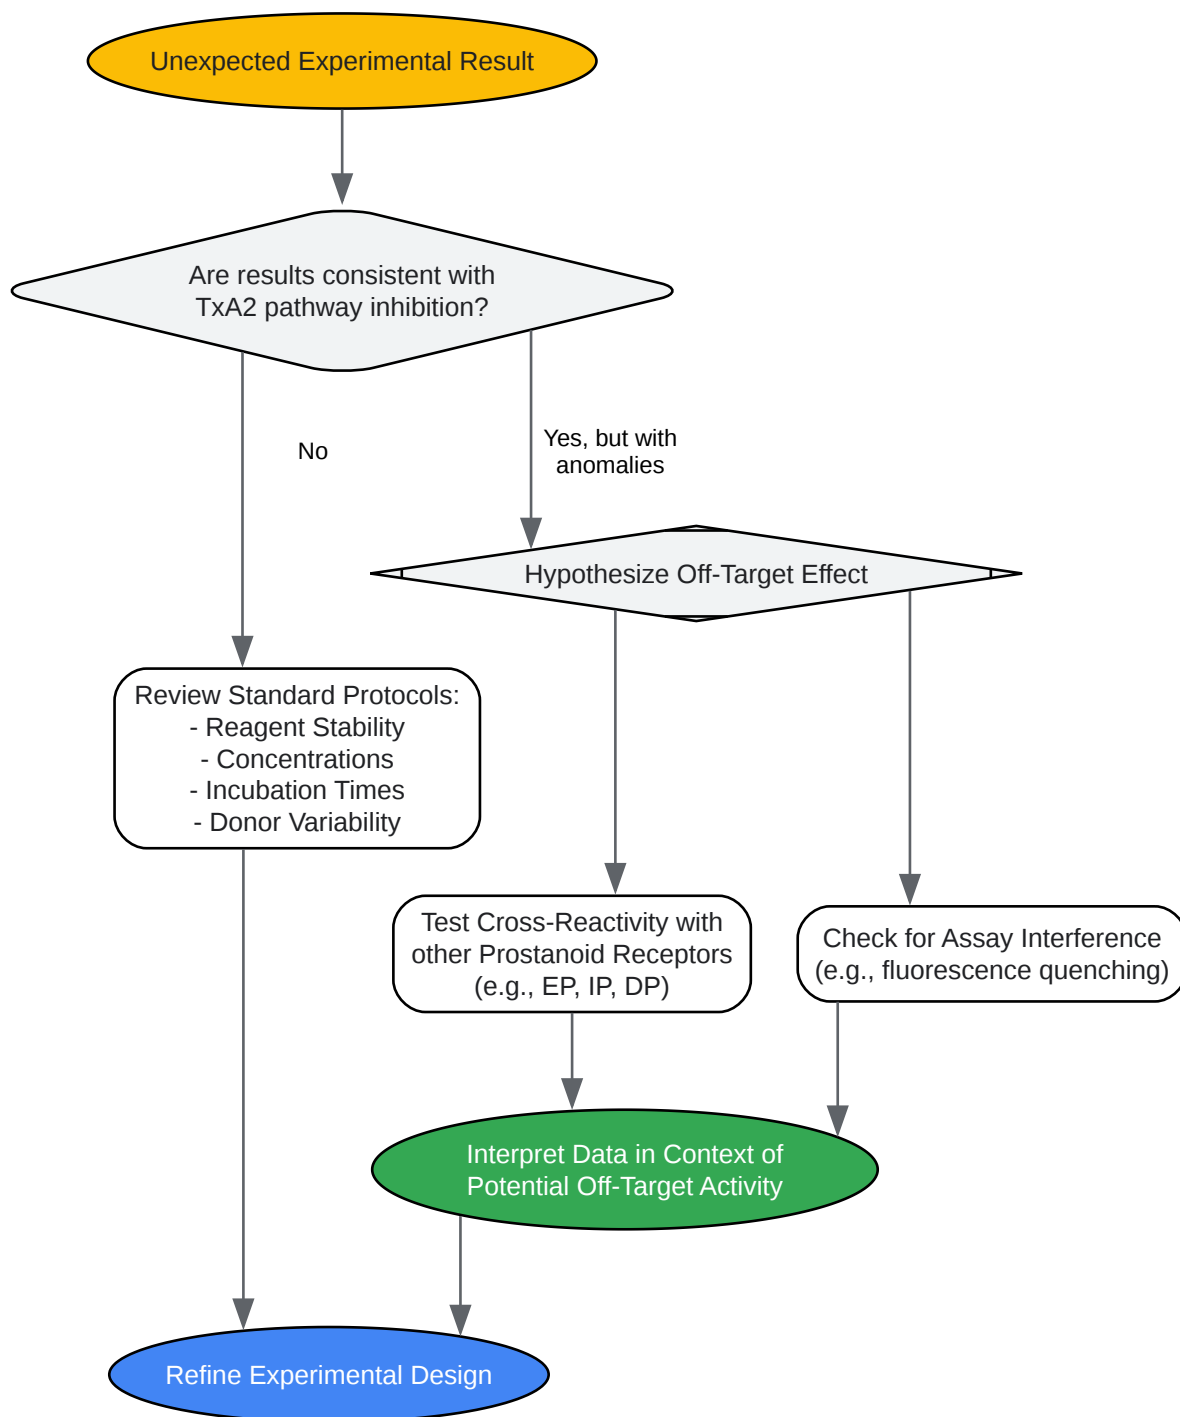 Unexpected Experimental Result
Are results consistent with
TxA2 pathway inhibition?
No
Yes, but with
anomalies
Hypothesize Off-Target Effect
Review Standard Protocols:
- Reagent Stability
- Concentrations
- Incubation Times
- Donor Variability
Test Cross-Reactivity with
other Prostanoid Receptors
(e.g., EP, IP, DP)
Check for Assay Interference
(e.g., fluorescence quenching)
Interpret Data in Context of
Potential Off-Target Activity
Refine Experimental Design